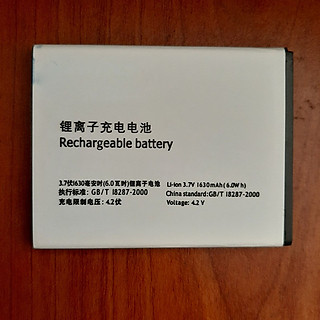 锂离子充电电池
Rechargeable battery
3.7伏1630毫安时(6.0瓦时)锂离子电池
执行标准: GB/T 18287-2000
充电限制电压: 4.2伏
Li-Ion 3.7V 1630mAh(6.0Wh)
China standard:GB/T 18287-2000
Voltage: 4.2 V